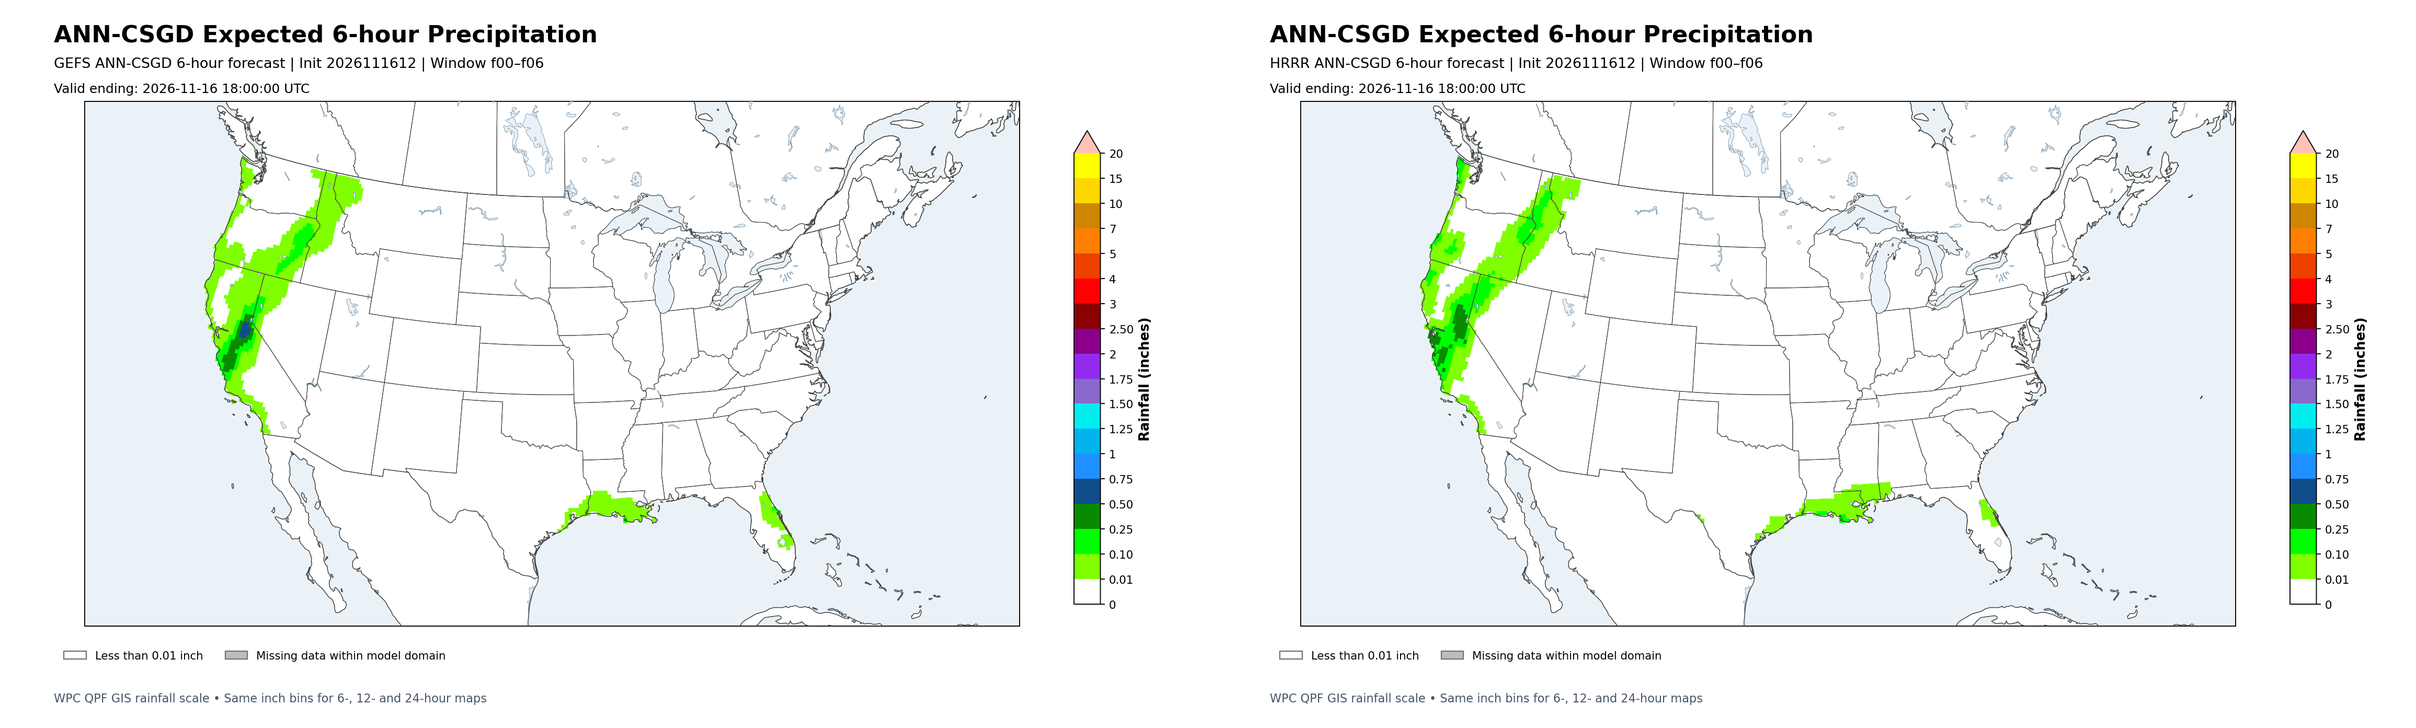 ANN-CSGD Expected 6-hour Precipitation
GEFS ANN-CSGD 6-hour forecast | Init 2026111612 | Window f00–f06
Valid ending: 2026-11-16 18:00:00 UTC
20
15
10
7
5
4
3
2.50
2
1.75
1.50
1.25
1
0.75
0.50
0.25
0.10
0.01
0
Rainfall (inches)
Less than 0.01 inch
Missing data within model domain
WPC QPF GIS rainfall scale • Same inch bins for 6-, 12- and 24-hour maps
ANN-CSGD Expected 6-hour Precipitation
HRRR ANN-CSGD 6-hour forecast | Init 2026111612 | Window f00–f06
Valid ending: 2026-11-16 18:00:00 UTC
20
15
10
7
5
4
3
2.50
2
1.75
1.50
1.25
1
0.75
0.50
0.25
0.10
0.01
0
Rainfall (inches)
Less than 0.01 inch
Missing data within model domain
WPC QPF GIS rainfall scale • Same inch bins for 6-, 12- and 24-hour maps